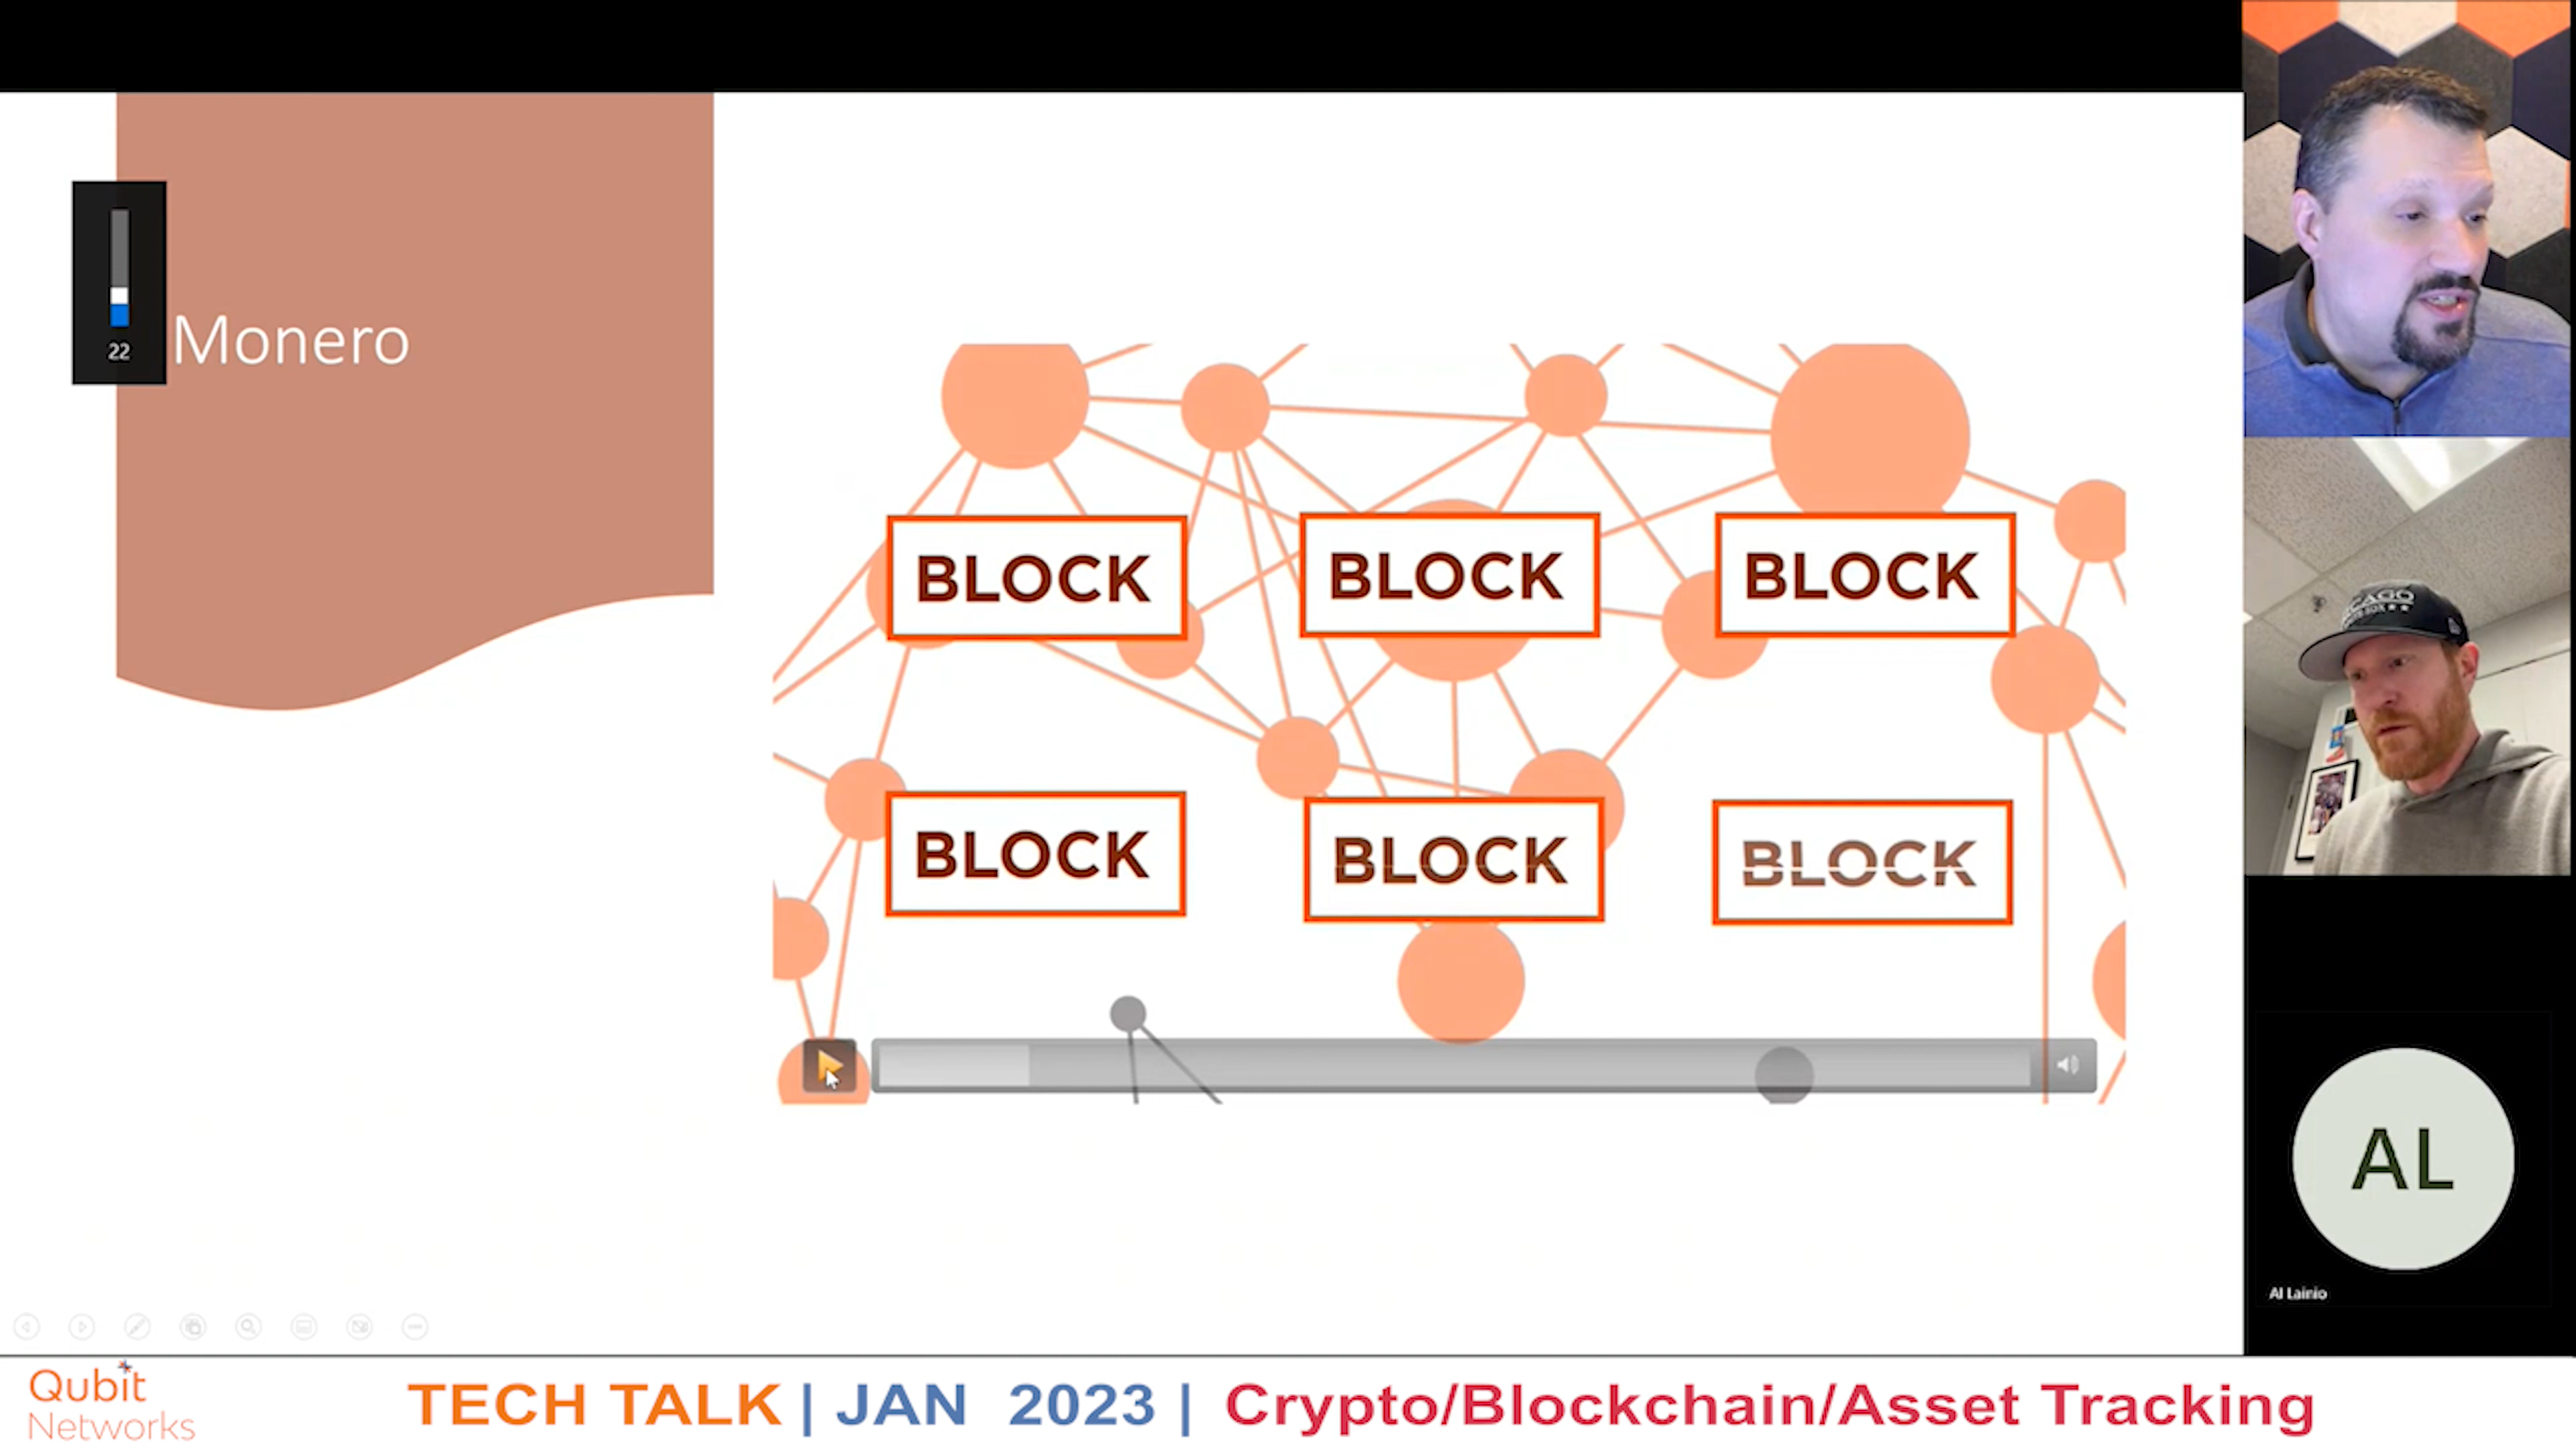 Monero
22
BLOCK
BLOCK
BLOCK
BLOCK
BLOCK
BLOCK
AL
Al Lainio
Qubit
Networks
TECH TALK | JAN 2023 | Crypto/Blockchain/Asset Tracking